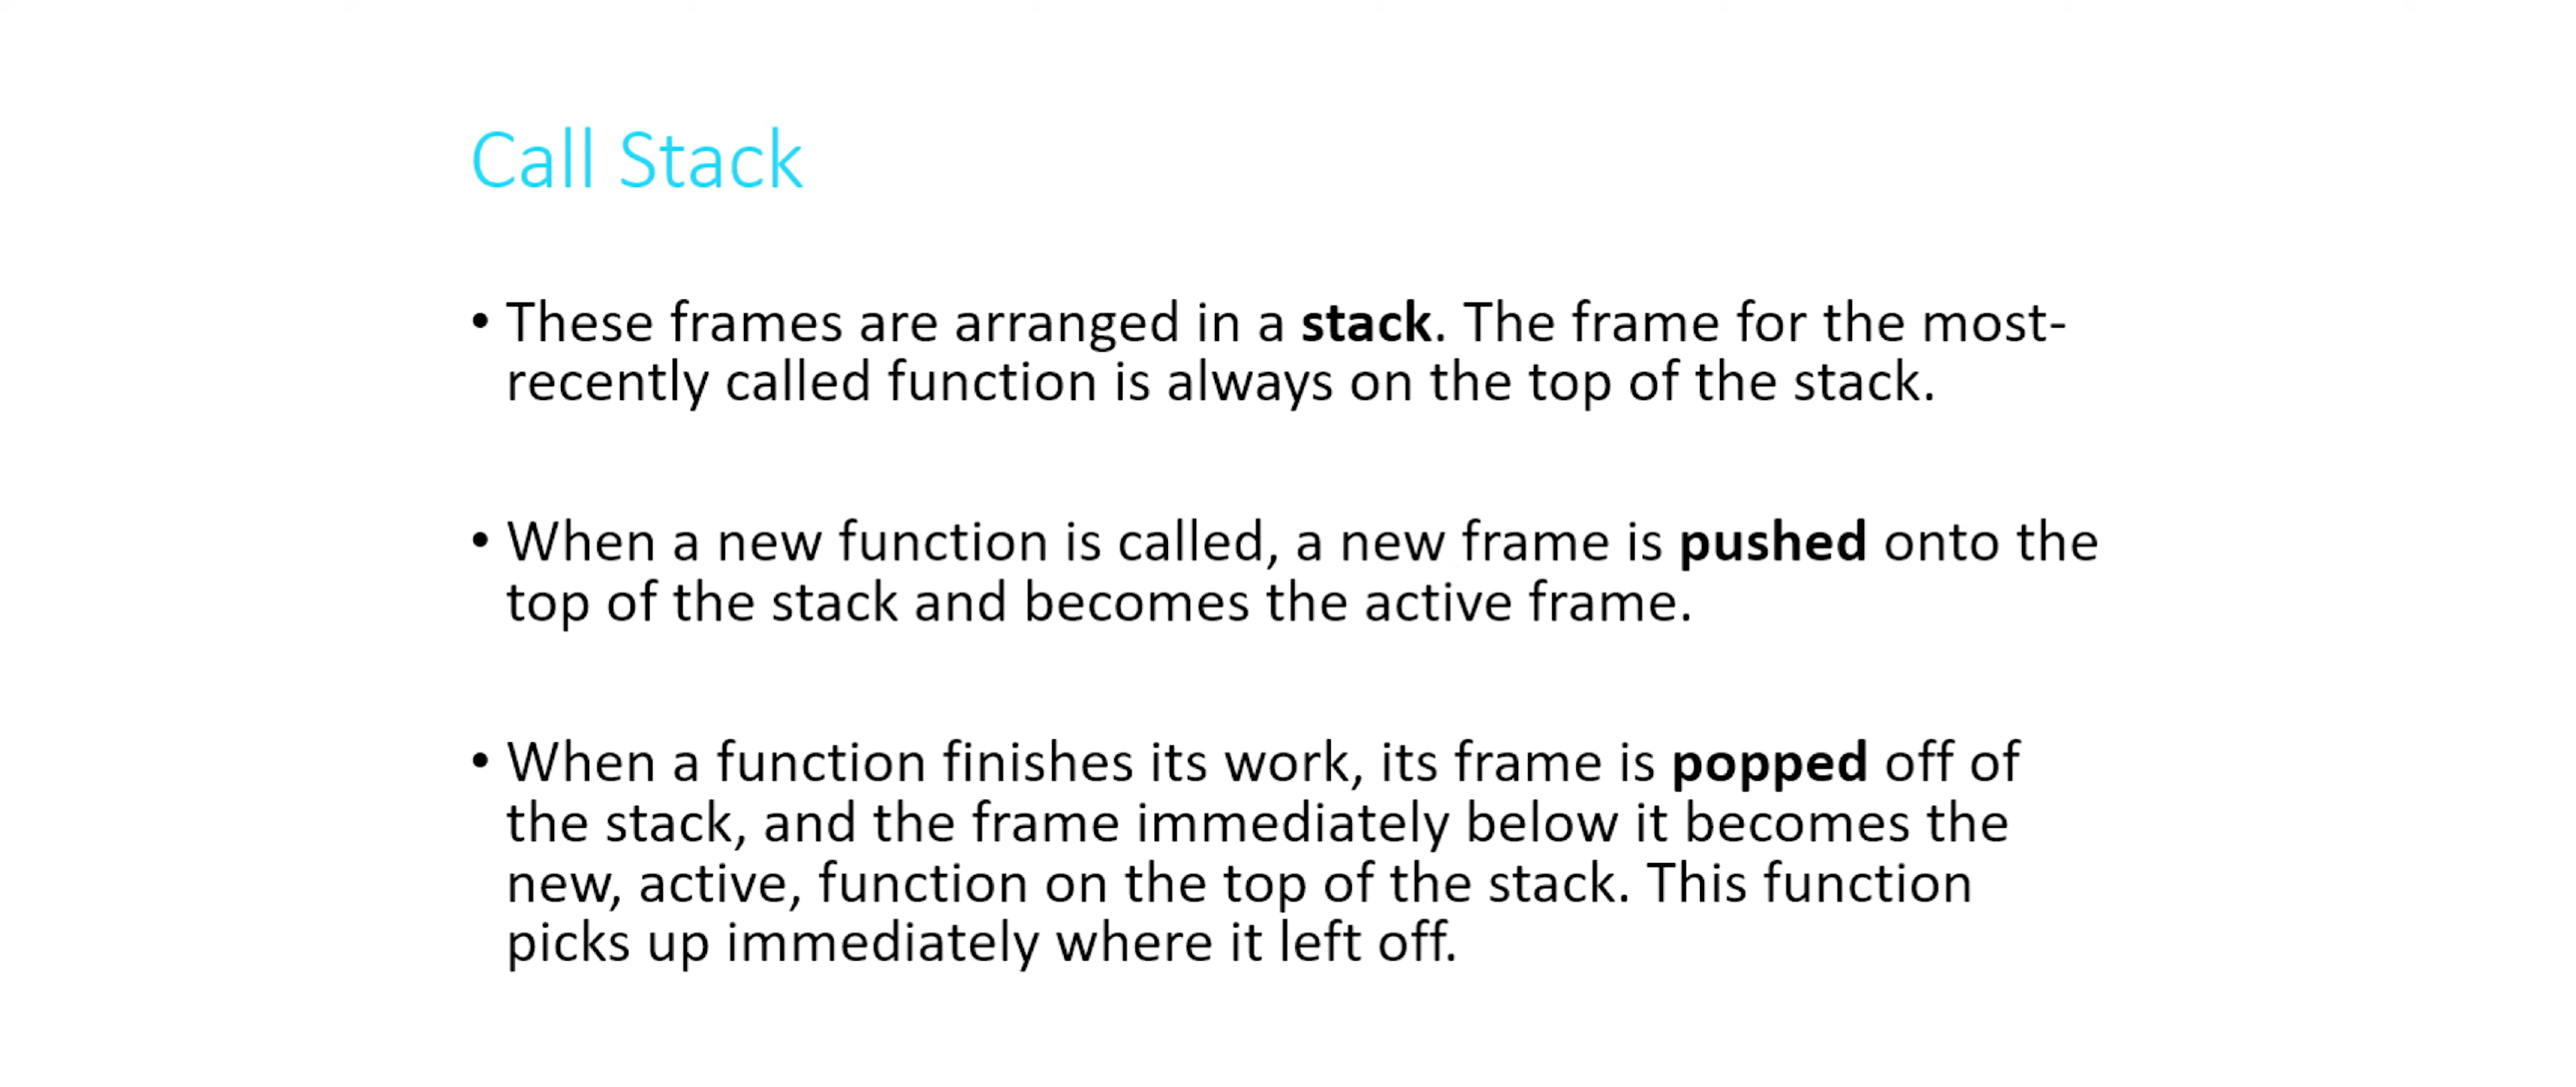 Call Stack
• These frames are arranged in a stack. The frame for the most-
recently called function is always on the top of the stack.
• When a new function is called, a new frame is pushed onto the
top of the stack and becomes the active frame.
• When a function finishes its work, its frame is popped off of
the stack, and the frame immediately below it becomes the
new, active, function on the top of the stack. This function
picks up immediately where it left off.